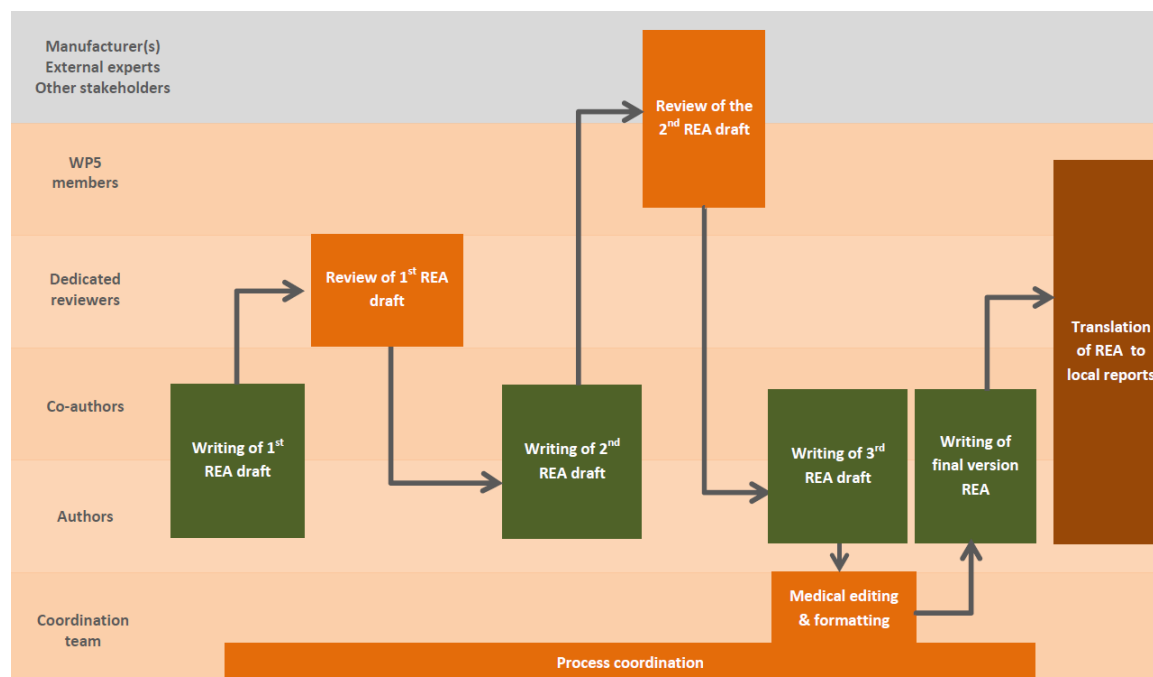 Manufacturer(s)
External experts
Other stakeholders
WP5
members
Dedicated
reviewers
Co-authors
Authors
Coordination
team
Writing of 1st
REA draft
Review of 1st REA
draft
Writing of 2nd
REA draft
Review of the
2nd REA draft
Writing of 3rd
REA draft
Medical editing
& formatting
Writing of
final version
REA
Translation
of REA to
local reports
Process coordination